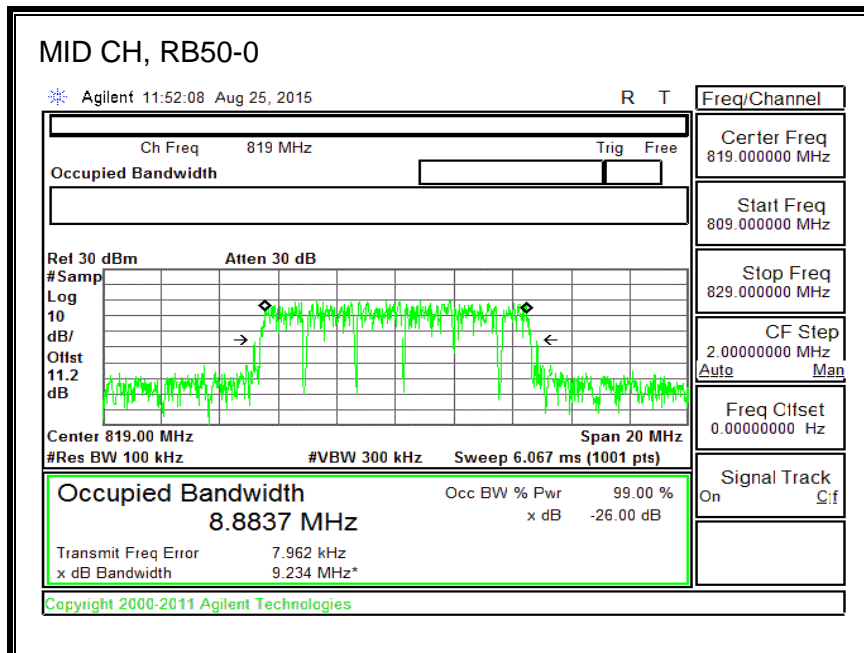 MID CH, RB50-0
Agilent 11:52:08 Aug 25, 2015 R T
Ch Freq 819 MHz Trig Free
Occupied Bandwidth
Ref 30 dBm Atten 30 dB
#Samp
Log
10
dB/
Offst
11.2
dB
Center 819.00 MHz Span 20 MHz
#Res BW 100 kHz #VBW 300 kHz Sweep 6.067 ms (1001 pts)
Occupied Bandwidth
8.8837 MHz
Occ BW % Pwr 99.00 %
x dB -26.00 dB
Transmit Freq Error 7.962 kHz
x dB Bandwidth 9.234 MHz*
Copyright 2000-2011 Agilent Technologies
Freq/Channel
Center Freq
819.000000 MHz
Start Freq
809.000000 MHz
Stop Freq
829.000000 MHz
CF Step
2.00000000 MHz
Auto Man
Freq Offset
0.00000000 Hz
Signal Track
On Off